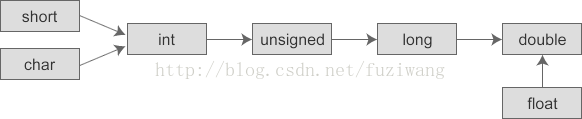 short
char
int
unsigned
long
double
float
http://blog.csdn.net/fuziwang